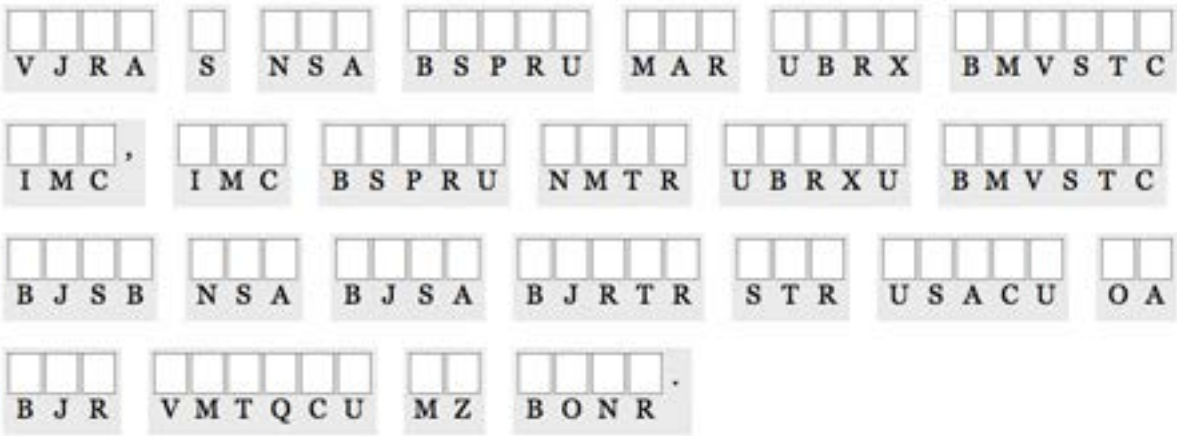 VJRA S NSA BSPRU MAR UBRX BMVSTC
IMC, IMC BSPRU NMTR UBRXU BMVSTC
BJSB NSA BJSA BJRTR STR USACU OA
BJR VMTQCU MZ BONR.